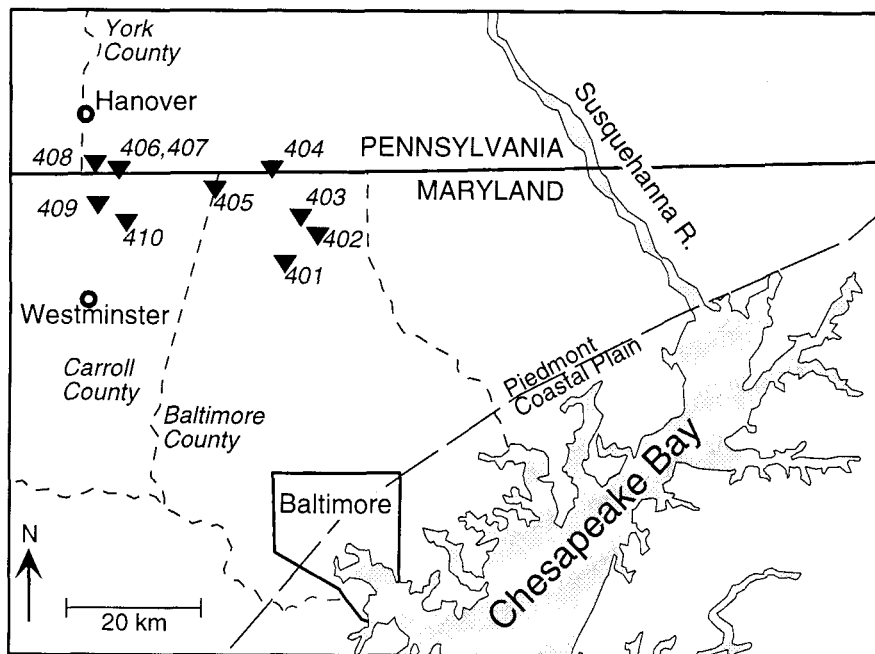 York
County
Hanover
Susquehanna R.
408
406,407
404
PENNSYLVANIA
MARYLAND
409
410
405
403
402
401
Westminster
Carroll
County
Baltimore
County
Piedmont
Coastal Plain
Baltimore
Chesapeake Bay
N
20 km